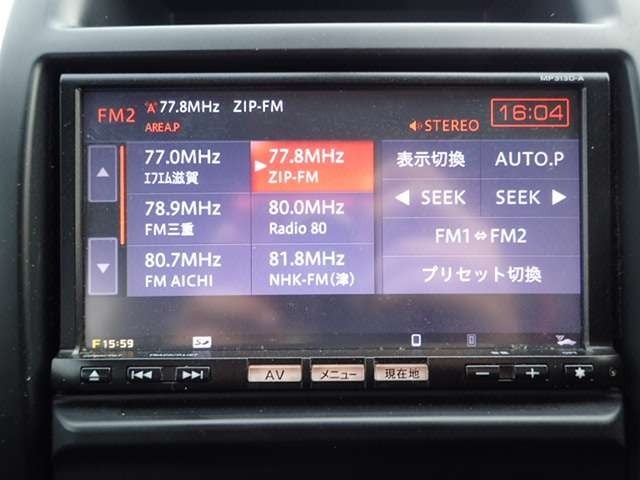 MP313D-A
FM2 A 77.8MHz ZIP-FM
AREA.P
STEREO
16:04
77.0MHz
ｴﾌｴﾑ滋賀
77.8MHz
ZIP-FM
表示切換
AUTO.P
78.9MHz
FM三重
80.0MHz
Radio 80
SEEK
SEEK
80.7MHz
FM AICHI
81.8MHz
NHK-FM(津)
FM1⇔FM2
プリセット切換
F 15:59
SD
AV
メニュー
現在地